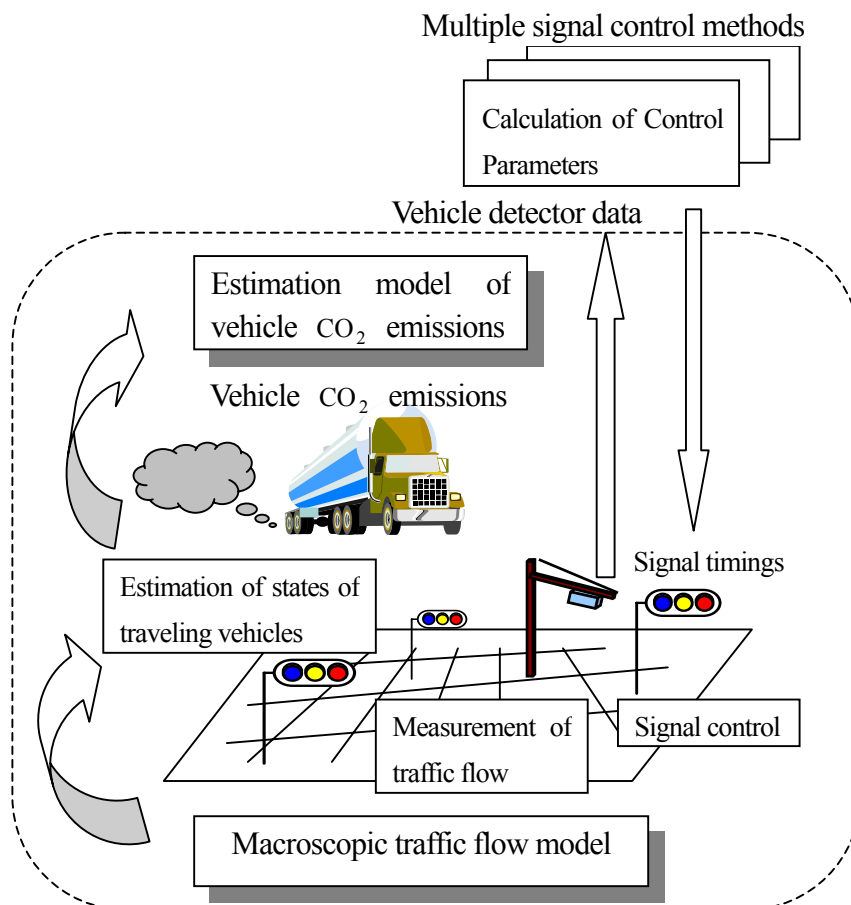 Multiple signal control methods
Calculation of Control
Parameters
Vehicle detector data
Estimation model of
vehicle CO₂ emissions
Vehicle CO₂ emissions
Signal timings
Estimation of states of
traveling vehicles
Measurement of
traffic flow
Signal control
Macroscopic traffic flow model